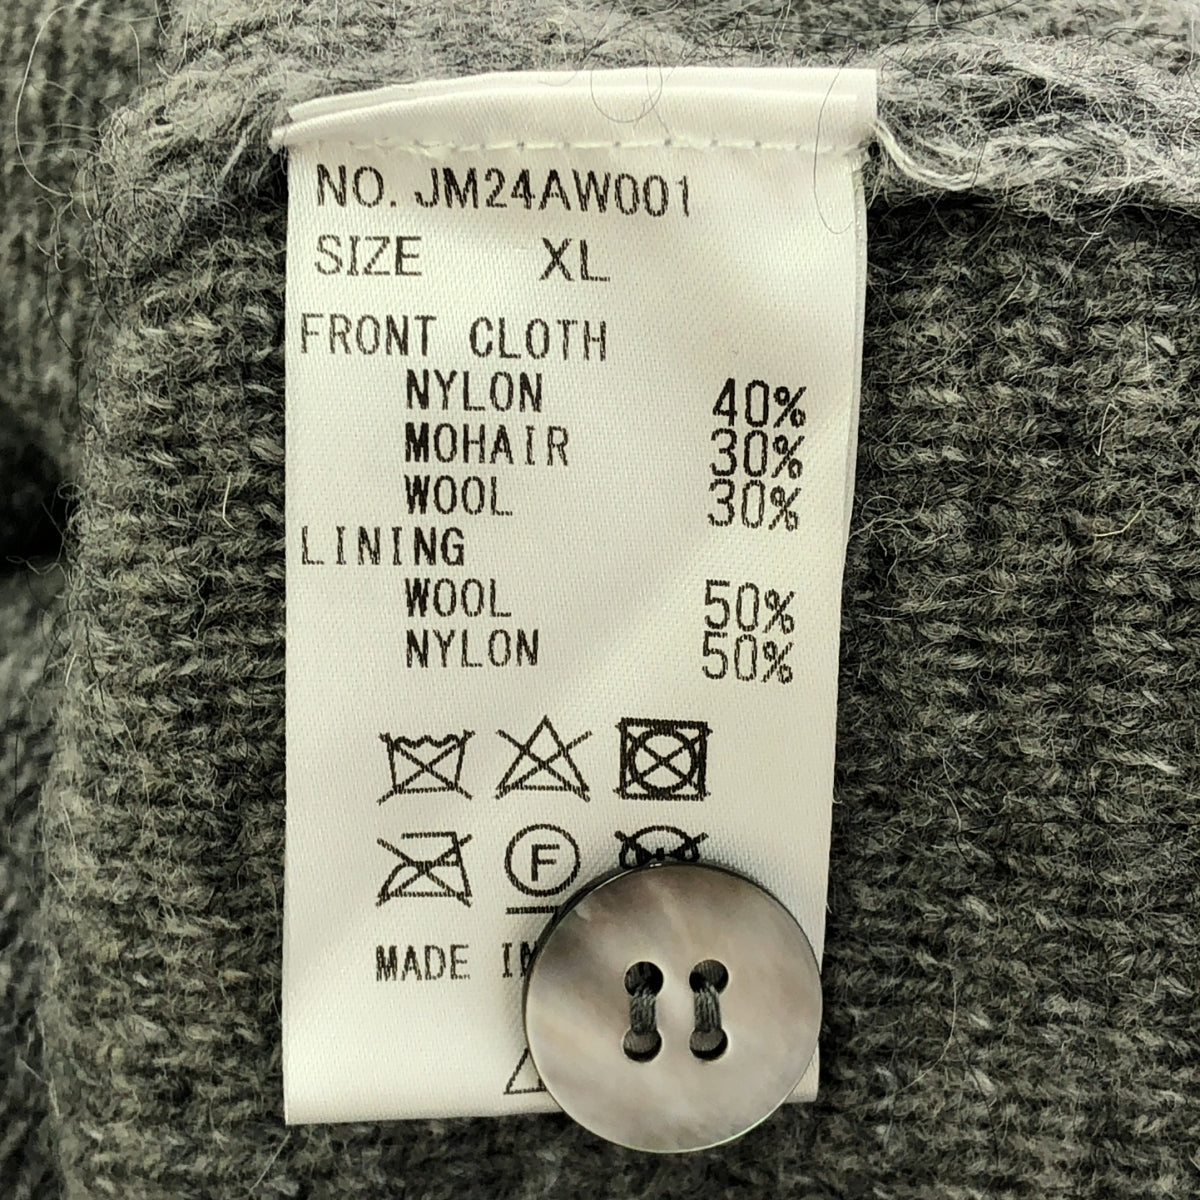 NO. JM24AW001
SIZE XL
FRONT CLOTH
NYLON 40%
MOHAIR 30%
WOOL 30%
LINING
WOOL 50%
NYLON 50%
F
MADE